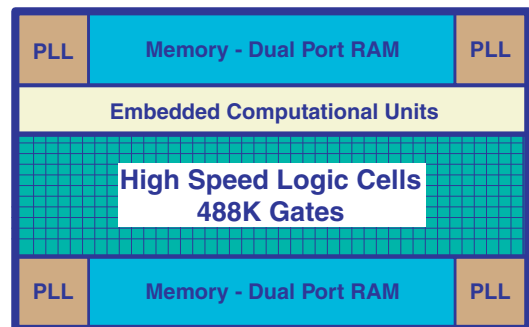 PLL Memory - Dual Port RAM PLL
Embedded Computational Units
High Speed Logic Cells
488K Gates
PLL Memory - Dual Port RAM PLL